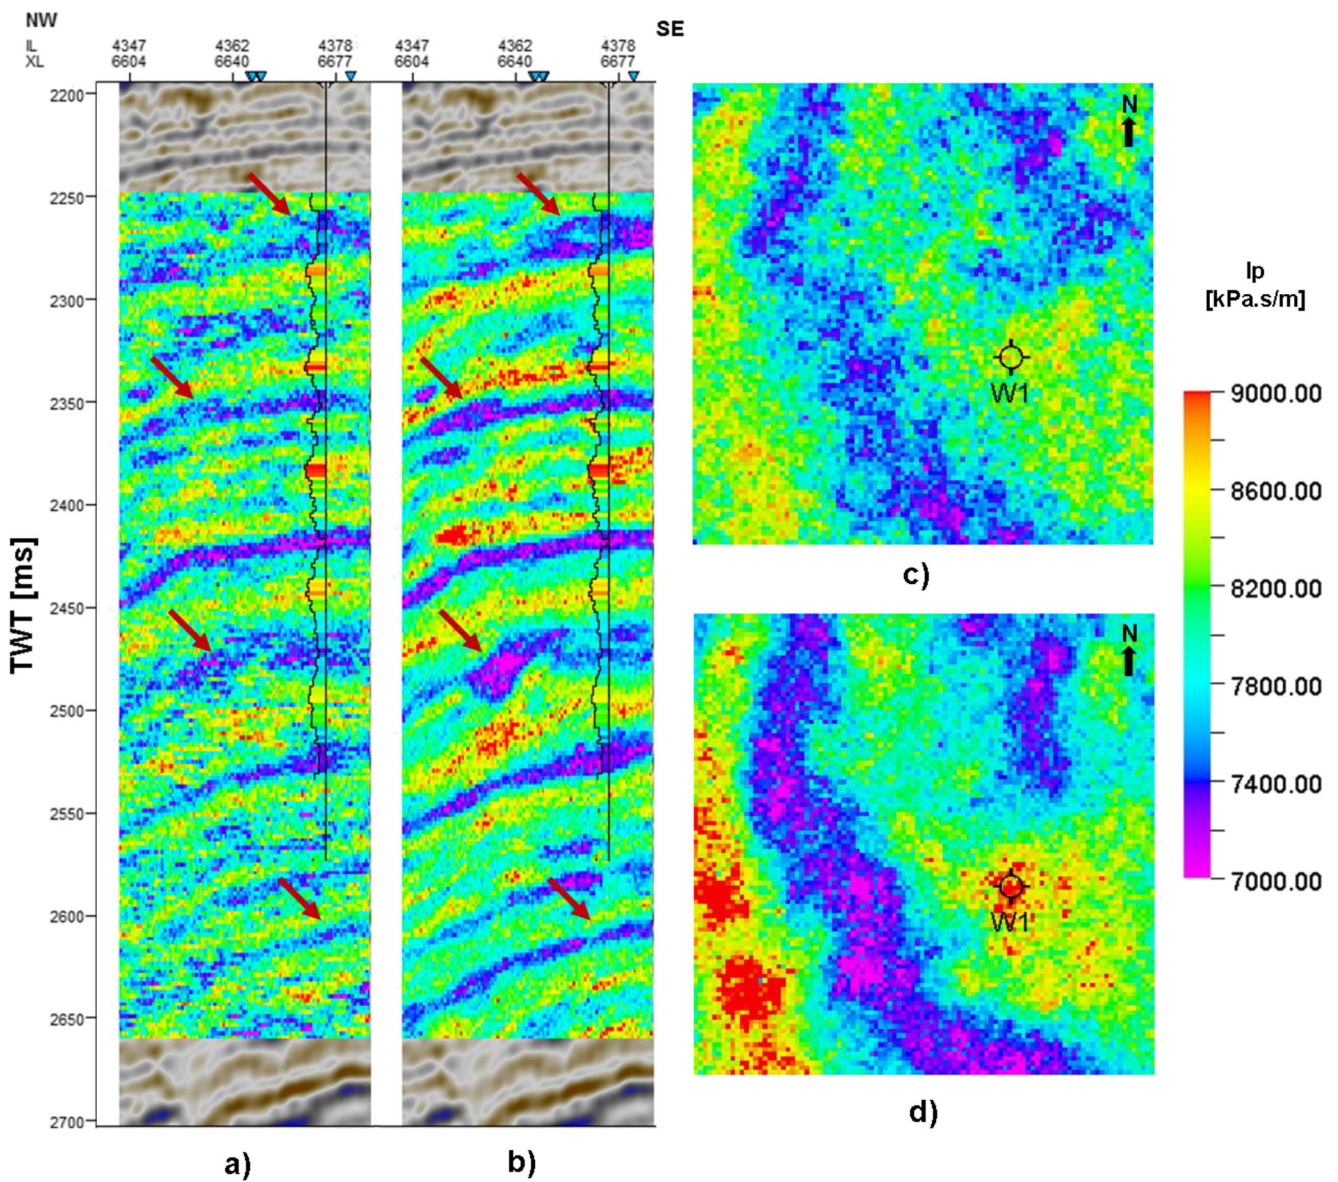 NW
SE
IL 4347 4362 4378 4347 4362 4378
XL 6604 6640 6677 6604 6640 6677
2200
2250
2300
2350
2400
2450
2500
2550
2600
2650
2700
TWT [ms]
a)
b)
N
W1
c)
N
W1
d)
Ip
[kPa.s/m]
9000.00
8600.00
8200.00
7800.00
7400.00
7000.00